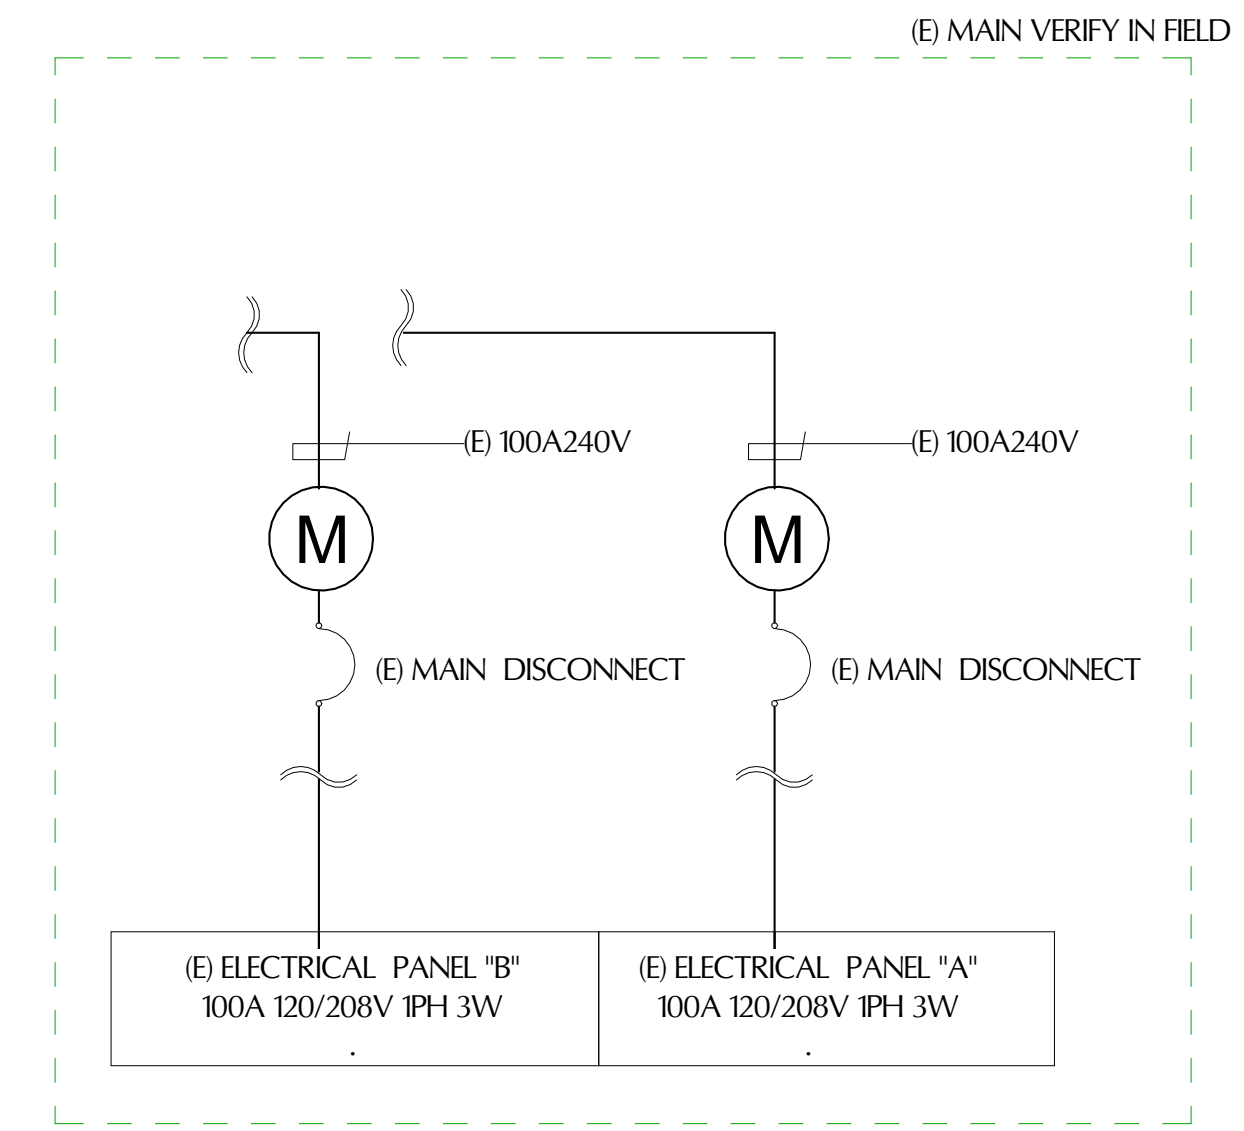 (E) MAIN VERIFY IN FIELD
(E) 100A240V
(E) 100A240V
M
M
(E) MAIN DISCONNECT
(E) MAIN DISCONNECT
(E) ELECTRICAL PANEL "B"
100A 120/208V 1PH 3W
.
(E) ELECTRICAL PANEL "A"
100A 120/208V 1PH 3W
.